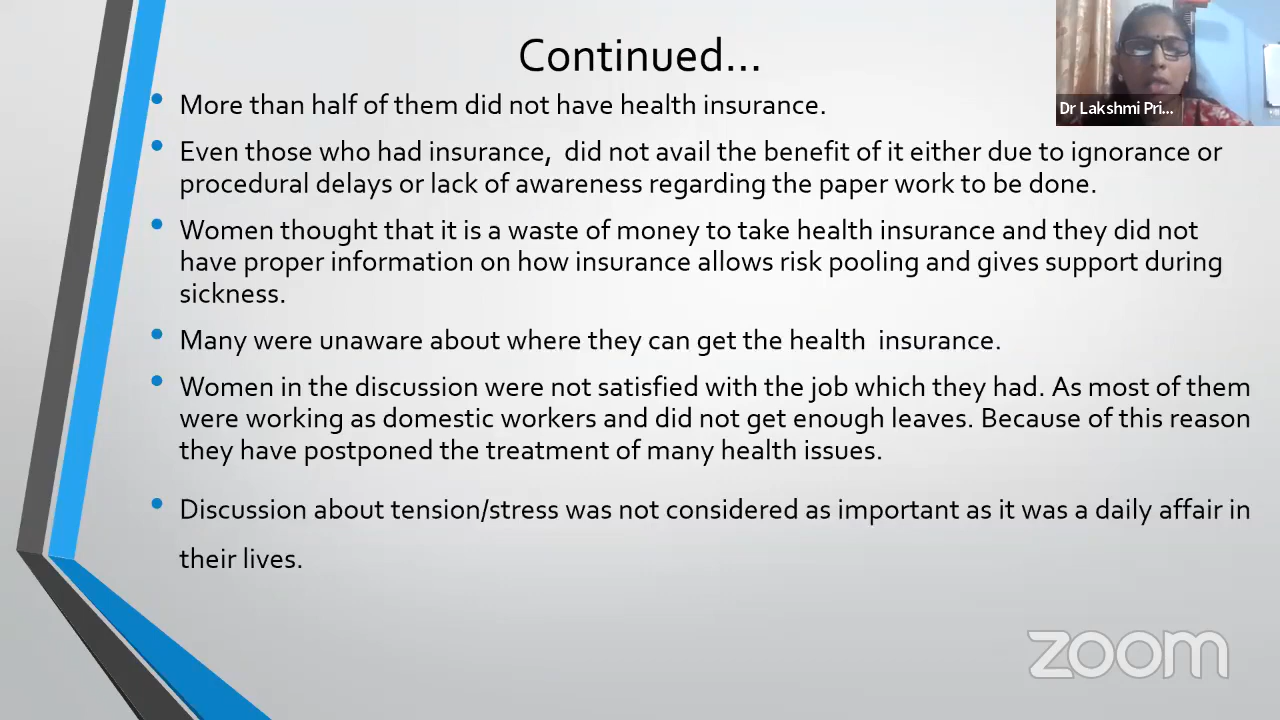 Continued...
Dr Lakshmi Pri...
More than half of them did not have health insurance.
Even those who had insurance, did not avail the benefit of it either due to ignorance or
procedural delays or lack of awareness regarding the paper work to be done.
Women thought that it is a waste of money to take health insurance and they did not
have proper information on how insurance allows risk pooling and gives support during
sickness.
Many were unaware about where they can get the health insurance.
Women in the discussion were not satisfied with the job which they had. As most of them
were working as domestic workers and did not get enough leaves. Because of this reason
they have postponed the treatment of many health issues.
Discussion about tension/stress was not considered as important as it was a daily affair in
their lives.
zoom